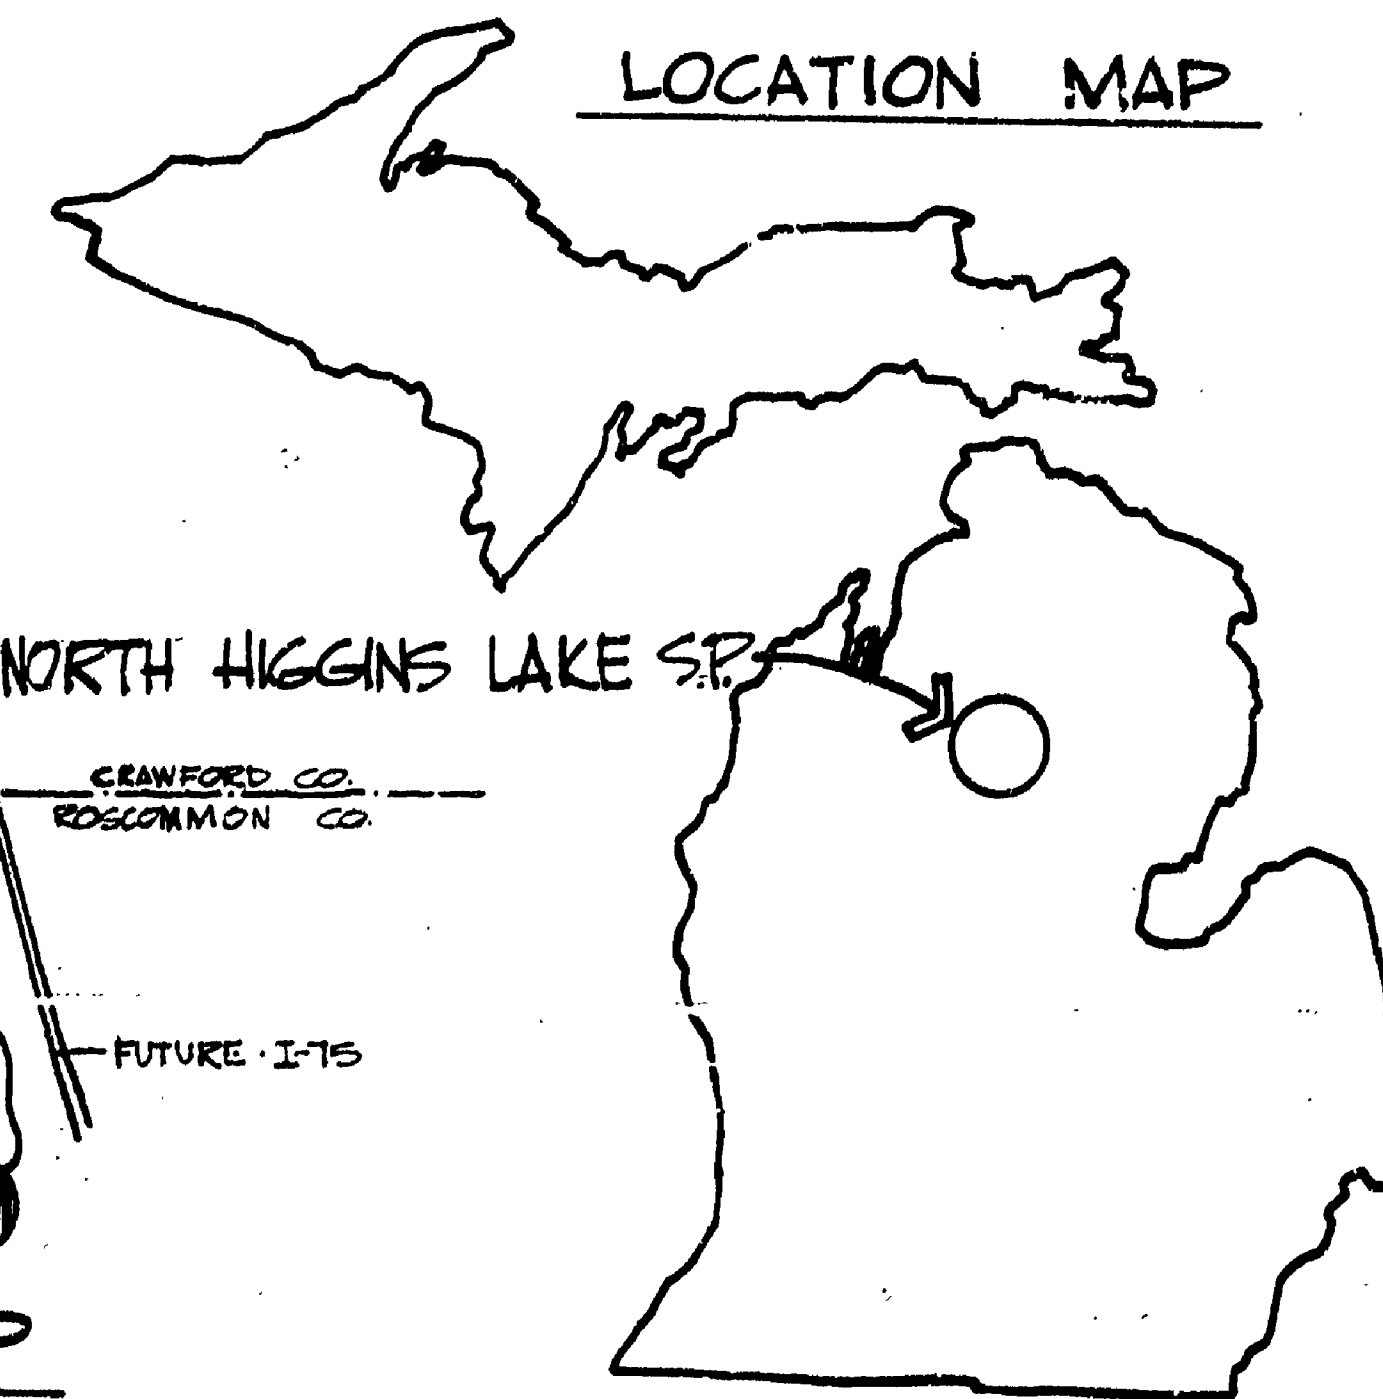 LOCATION MAP
NORTH HIGGINS LAKE S.P.
CRAWFORD CO.
ROSCOMMON CO.
FUTURE · I-75